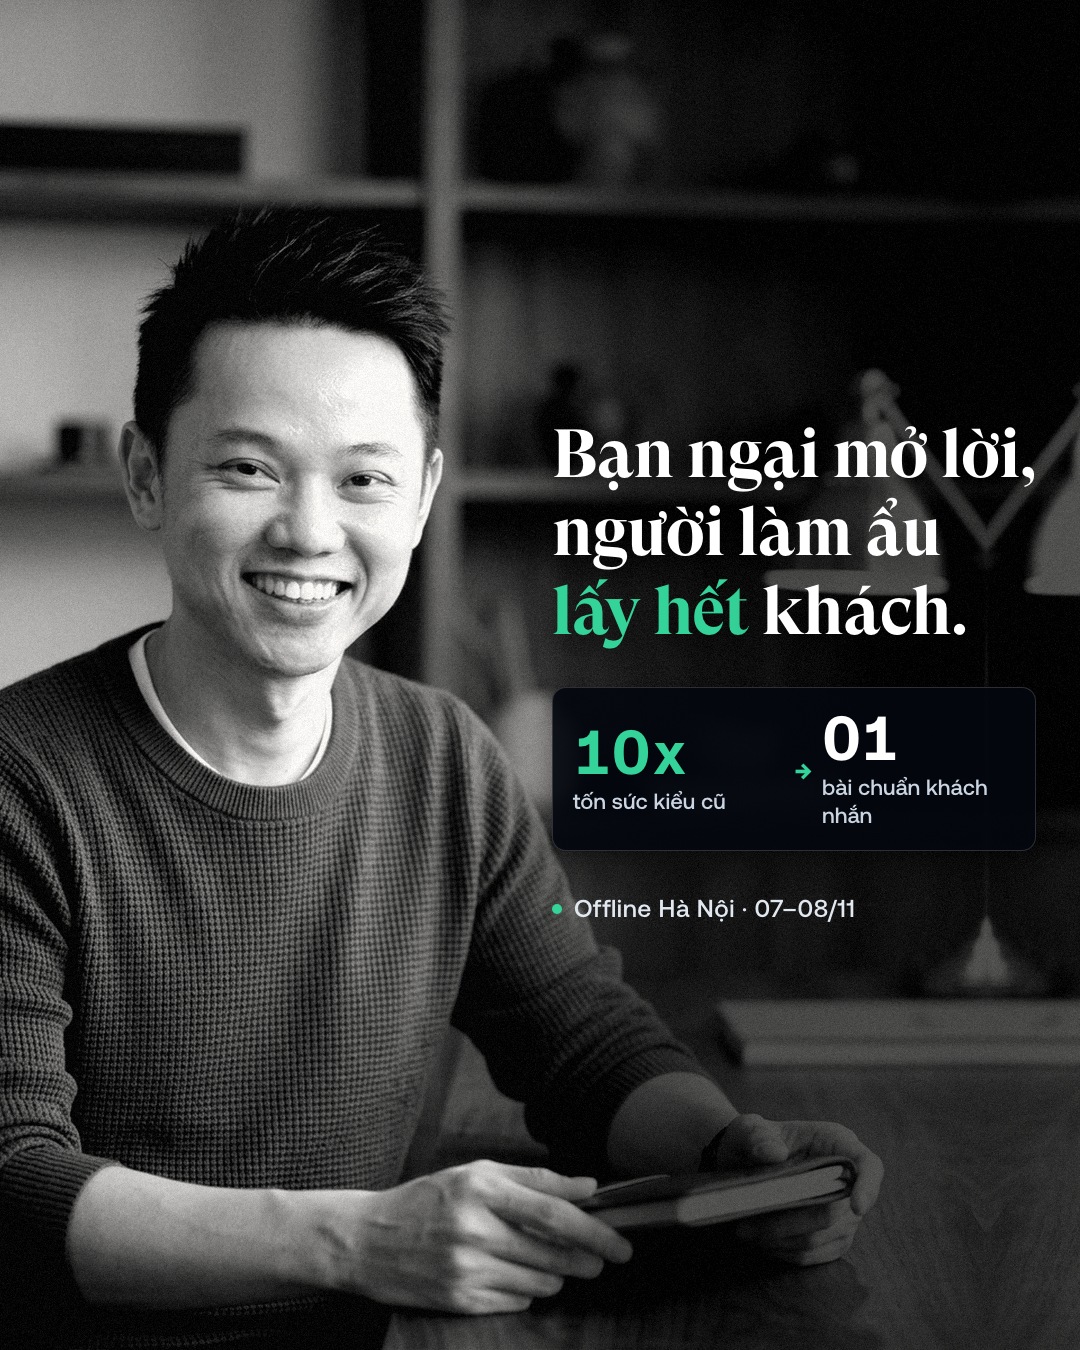 Bạn ngại mở lời,
người làm ẩu
lấy hết khách.
10x
tốn sức kiểu cũ
→
01
bài chuẩn khách
nhắn
Offline Hà Nội · 07–08/11